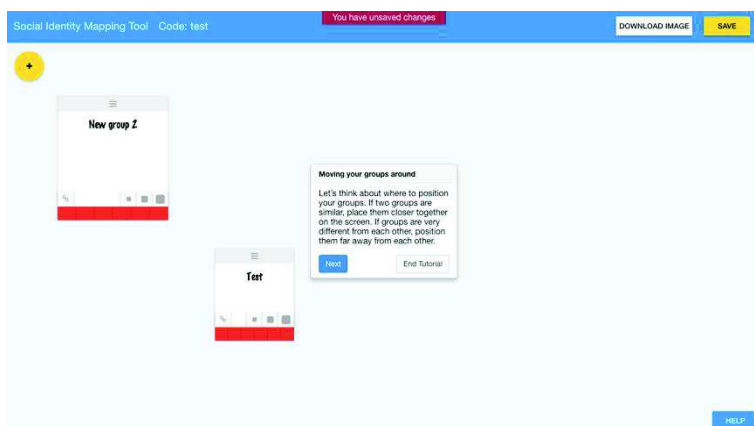 Social Identity Mapping Tool Code: test
You have unsaved changes
DOWNLOAD IMAGE
SAVE
+
New group 2
Moving your groups around
Let's think about where to position
your groups. If two groups are
similar, place them closer together
on the screen. If groups are very
different from each other, position
them far away from each other.
Next
End Tutorial
Test
HELP